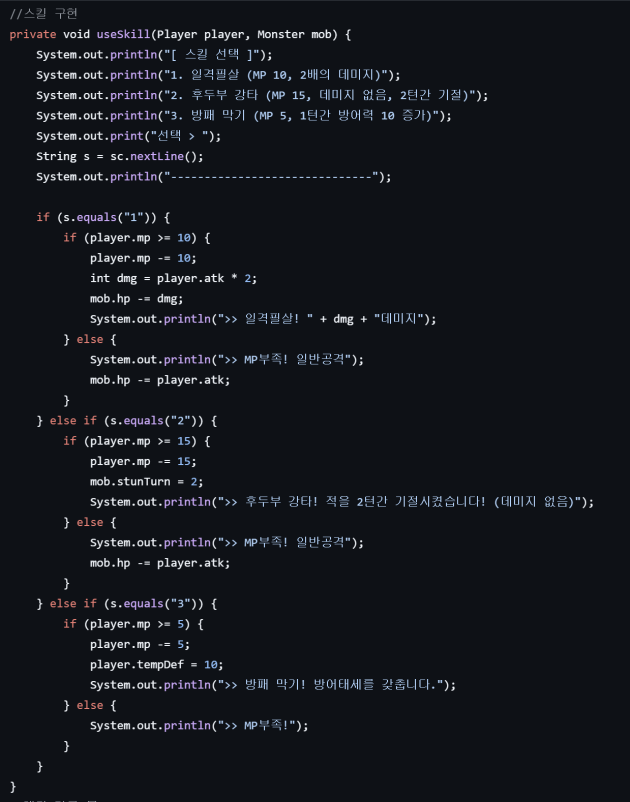 //스킬 구현
private void useSkill(Player player, Monster mob) {
    System.out.println("[ 스킬 선택 ]");
    System.out.println("1. 일격필살 (MP 10, 2배의 데미지)");
    System.out.println("2. 후두부 강타 (MP 15, 데미지 없음, 2턴간 기절)");
    System.out.println("3. 방패 막기 (MP 5, 1턴간 방어력 10 증가)");
    System.out.print("선택 > ");
    String s = sc.nextLine();
    System.out.println("------------------------------");

    if (s.equals("1")) {
        if (player.mp >= 10) {
            player.mp -= 10;
            int dmg = player.atk * 2;
            mob.hp -= dmg;
            System.out.println(">> 일격필살! " + dmg + "데미지");
        } else {
            System.out.println(">> MP부족! 일반공격");
            mob.hp -= player.atk;
        }
    } else if (s.equals("2")) {
        if (player.mp >= 15) {
            player.mp -= 15;
            mob.stunTurn = 2;
            System.out.println(">> 후두부 강타! 적을 2턴간 기절시켰습니다! (데미지 없음)");
        } else {
            System.out.println(">> MP부족! 일반공격");
            mob.hp -= player.atk;
        }
    } else if (s.equals("3")) {
        if (player.mp >= 5) {
            player.mp -= 5;
            player.tempDef = 10;
            System.out.println(">> 방패 막기! 방어태세를 갖춥니다.");
        } else {
            System.out.println(">> MP부족!");
        }
    }
}